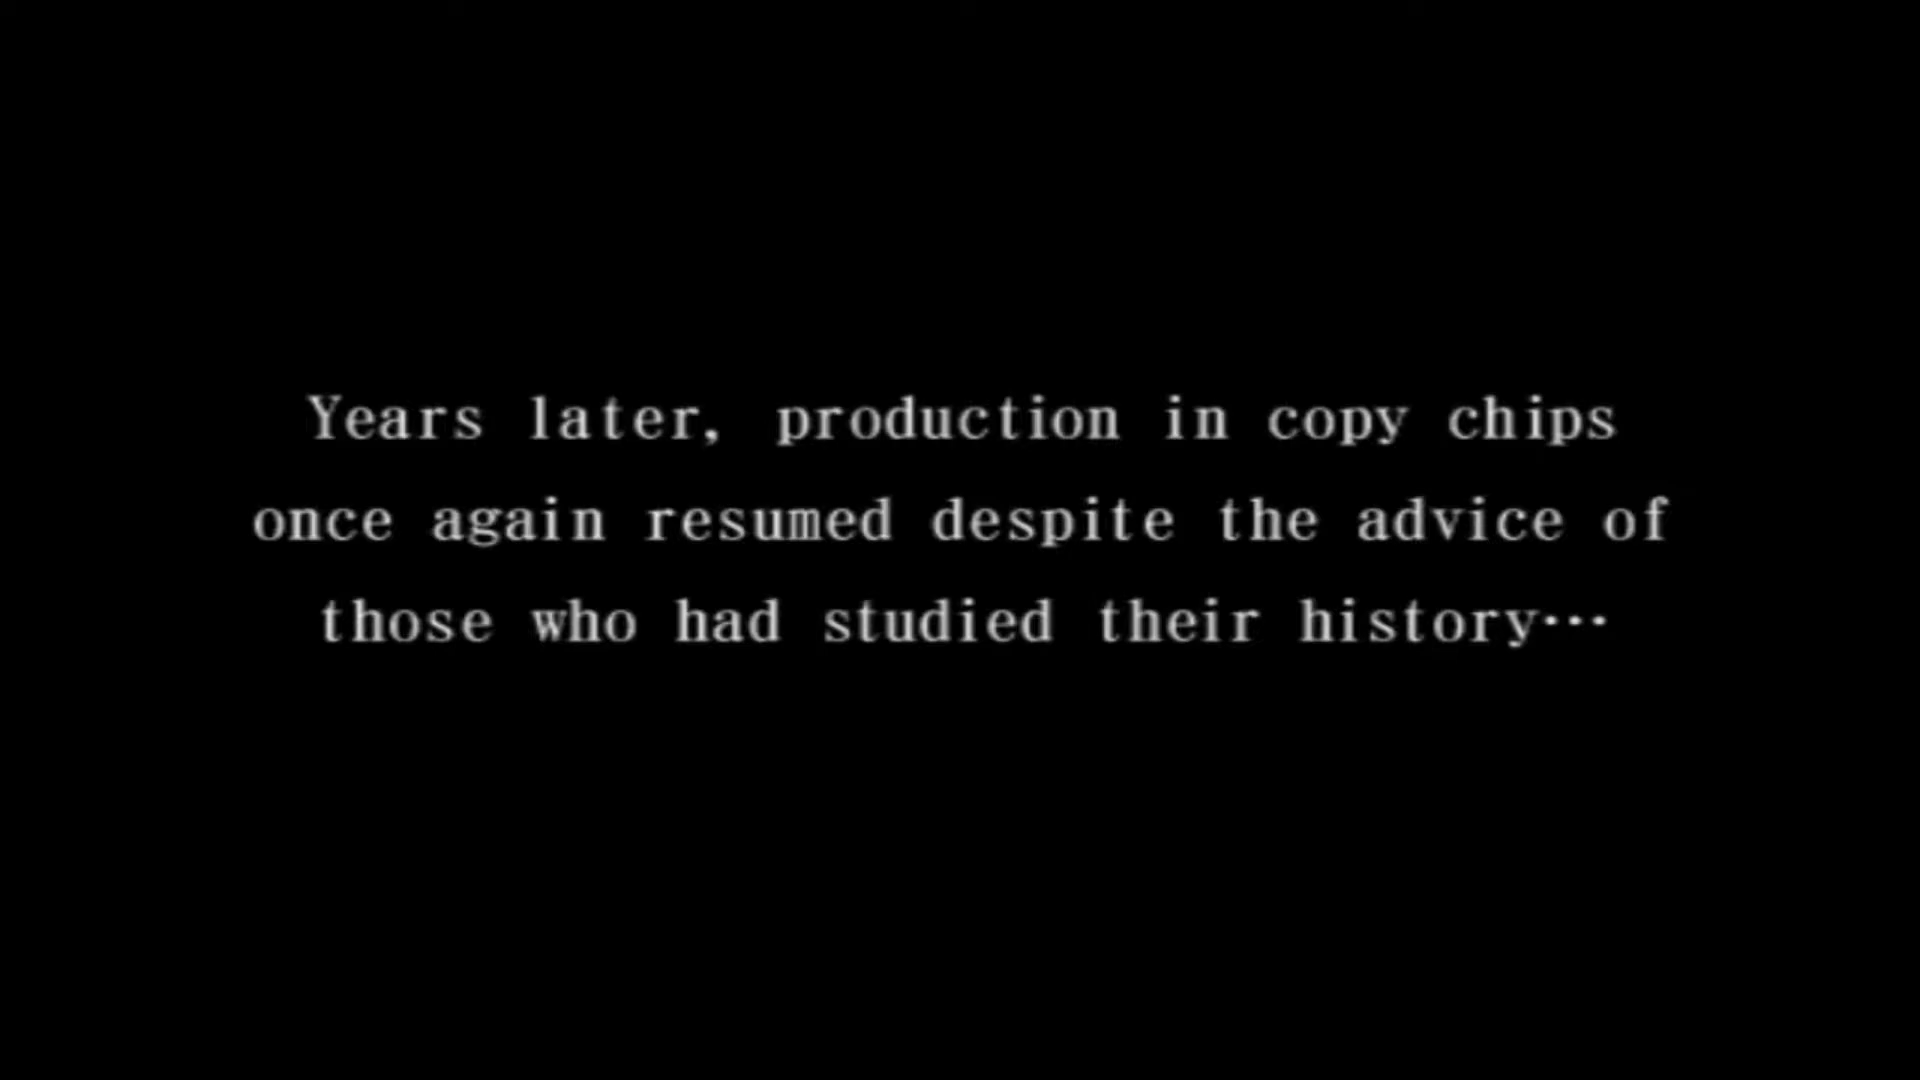 Years later, production in copy chips
once again resumed despite the advice of
those who had studied their history…